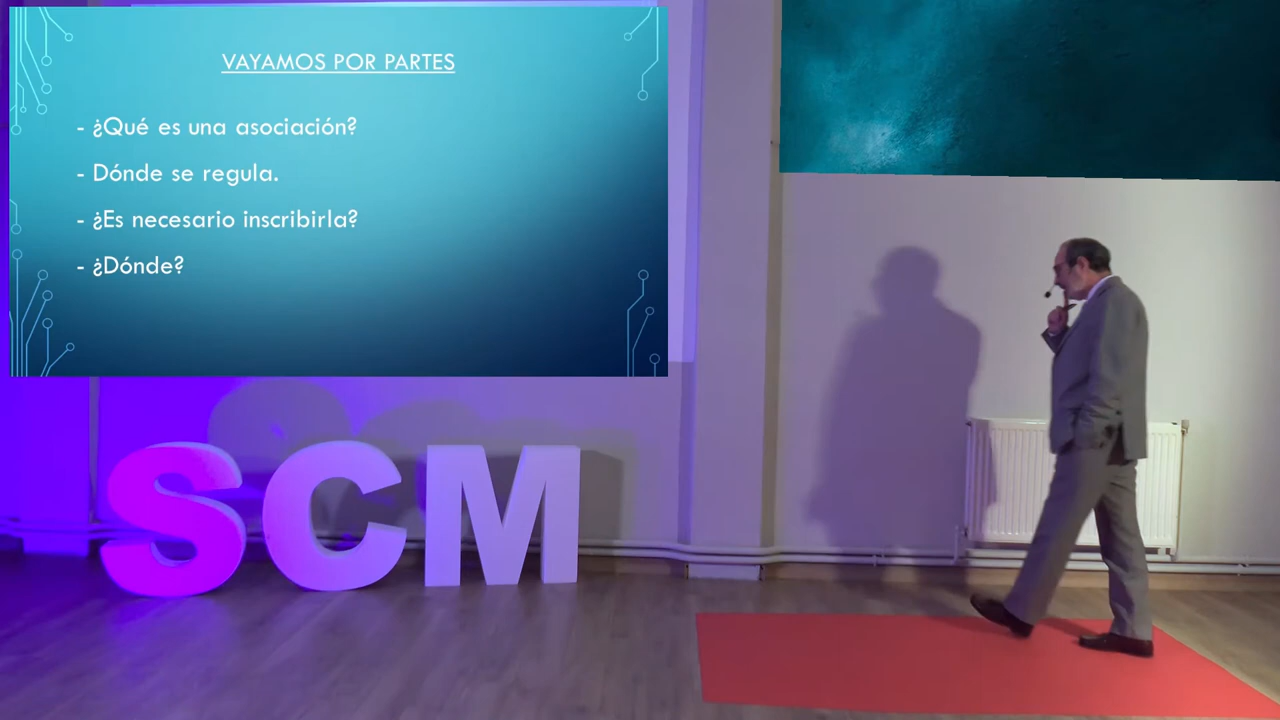 VAYAMOS POR PARTES
- ¿Qué es una asociación?
- Dónde se regula.
- ¿Es necesario inscribirla?
- ¿Dónde?
SCM